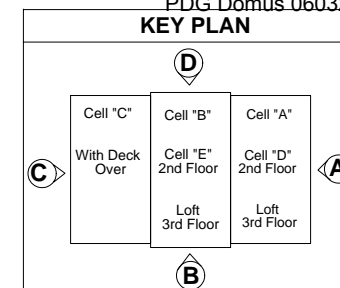 PDG Domus 0603
KEY PLAN
D
Cell "C"
Cell "B"
Cell "A"
C
With Deck
Over
Cell "E"
2nd Floor
Cell "D"
2nd Floor
A
Loft
3rd Floor
Loft
3rd Floor
B